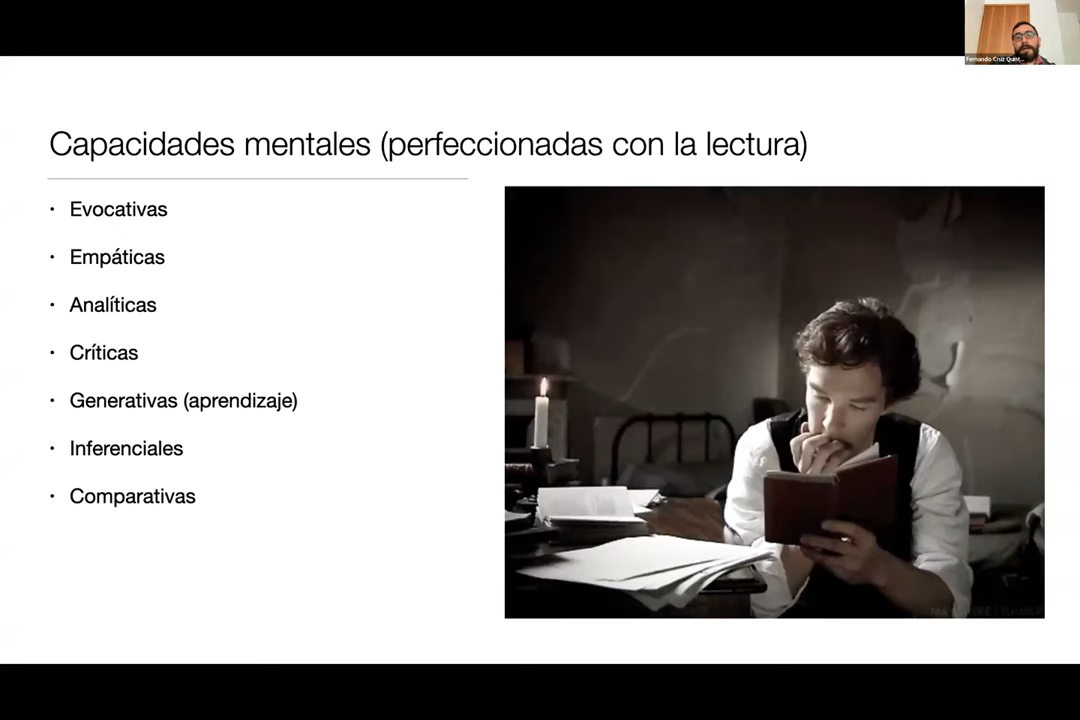 Fernando Cruz Quint...
Capacidades mentales (perfeccionadas con la lectura)
• Evocativas
• Empáticas
• Analíticas
• Críticas
• Generativas (aprendizaje)
• Inferenciales
• Comparativas